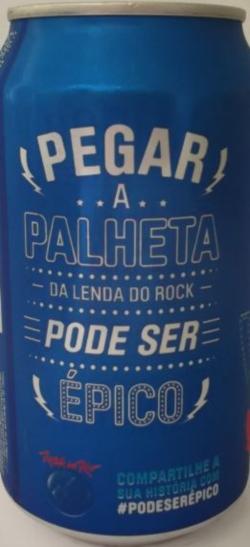 PEGAR
A
PALHETA
DA LENDA DO ROCK
PODE SER
ÉPICO
COMPARTILHE A
SUA HISTÓRIA COM
#PODESERÉPICO